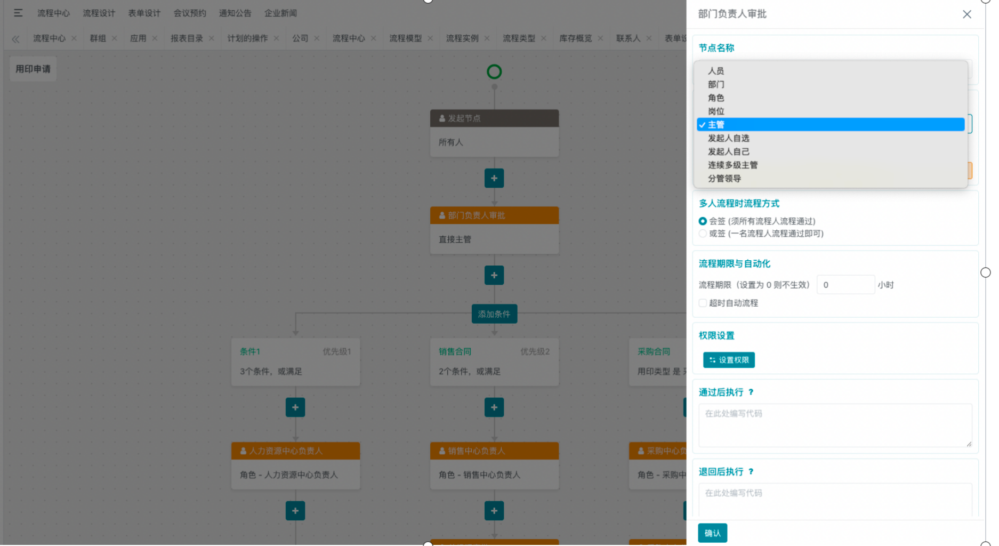 流程中心 流程设计 表单设计 会议预约 通知公告 企业新闻
流程中心 群组 应用 报表目录 计划的操作 公司 流程中心 流程模型 流程实例 流程类型 库存概览 联系人 表单设
用印申请
发起节点
所有人
部门负责人审批
直接主管
添加条件
条件1 优先级1
3个条件，或满足
销售合同 优先级2
2个条件，或满足
采购合同
用印类型 是
人力资源中心负责人
角色 - 人力资源中心负责人
销售中心负责人
角色 - 销售中心负责人
采购中心负
角色 - 采购中
部门负责人审批
节点名称
人员
部门
角色
岗位
主管
发起人自选
发起人自己
连续多级主管
分管领导
多人流程时流程方式
会签 (须所有流程人流程通过)
或签 (一名流程人流程通过即可)
流程期限与自动化
流程期限（设置为 0 则不生效） 0 小时
超时自动流程
权限设置
设置权限
通过后执行 ?
在此处编写代码
退回后执行 ?
在此处编写代码
确认